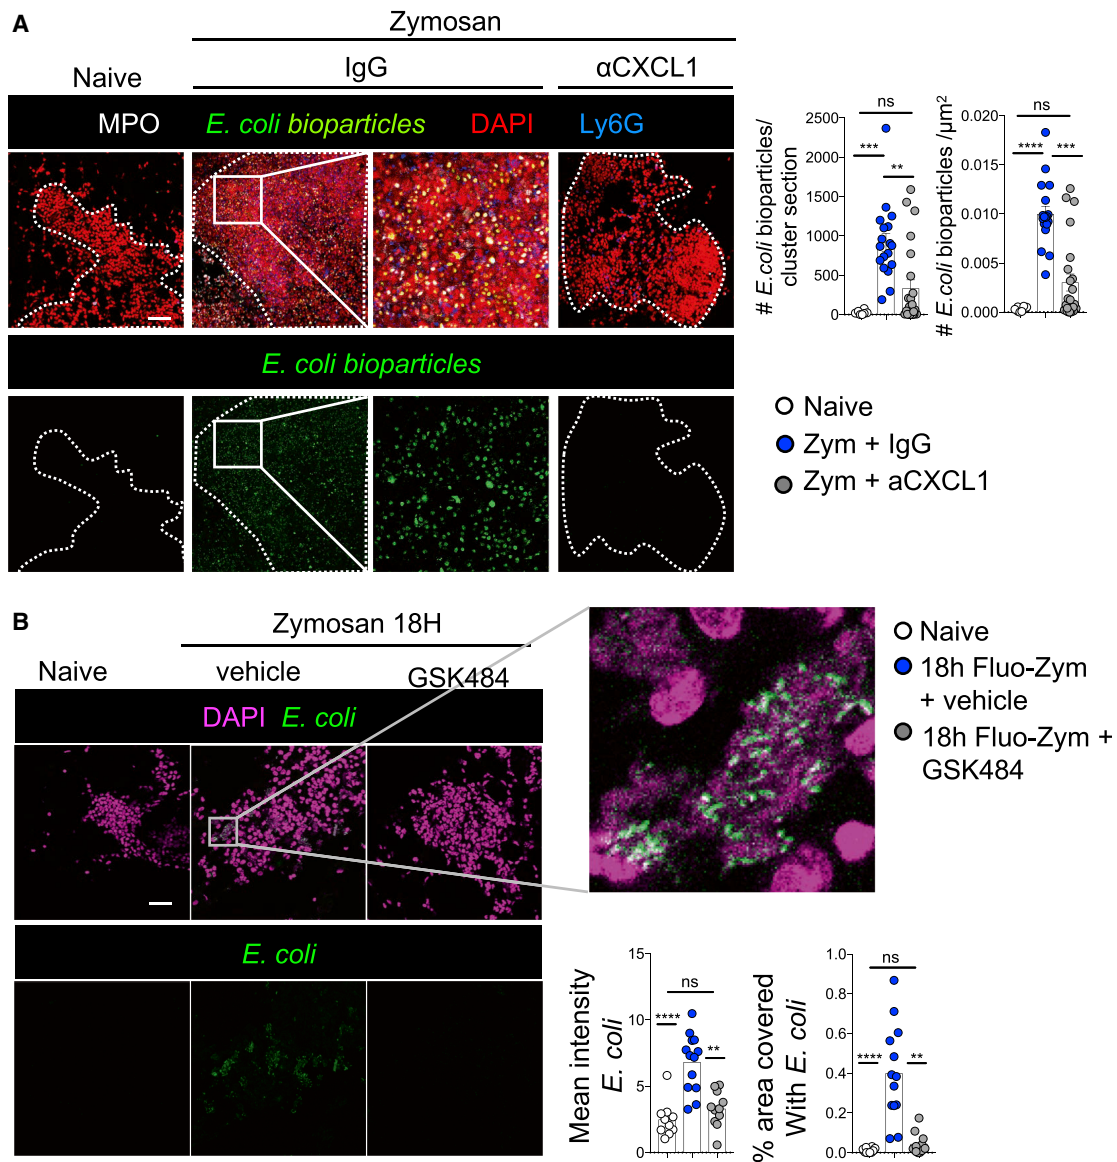 A
Zymosan
Naive
IgG
αCXCL1
MPO
E. coli bioparticles
DAPI
Ly6G
E. coli bioparticles
# E.coli bioparticles/
cluster section
2500
2000
1500
1000
500
0
ns
***
**
# E.coli bioparticles /µm²
0.020
0.015
0.010
0.005
0.000
ns
****
***
Naive
Zym + IgG
Zym + aCXCL1
B
Zymosan 18H
Naive
vehicle
GSK484
DAPI E. coli
E. coli
Naive
18h Fluo-Zym
+ vehicle
18h Fluo-Zym +
GSK484
Mean intensity
E. coli
15
10
5
0
ns
****
**
% area covered
With E. coli
1.0
0.8
0.6
0.4
0.2
0.0
ns
****
**